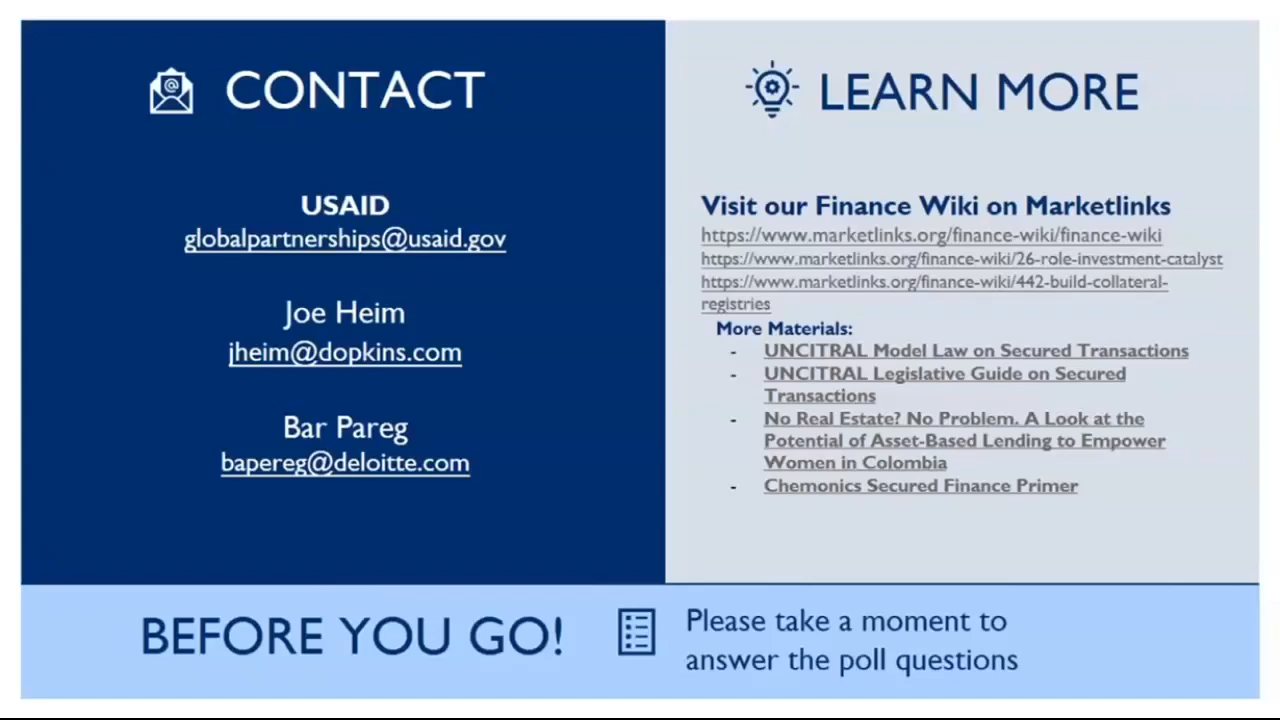 CONTACT
USAID
globalpartnerships@usaid.gov
Joe Heim
jheim@dopkins.com
Bar Pareg
bapereg@deloitte.com
LEARN MORE
Visit our Finance Wiki on Marketlinks
https://www.marketlinks.org/finance-wiki/finance-wiki
https://www.marketlinks.org/finance-wiki/26-role-investment-catalyst
https://www.marketlinks.org/finance-wiki/442-build-collateral-
registries
More Materials:
- UNCITRAL Model Law on Secured Transactions
- UNCITRAL Legislative Guide on Secured
Transactions
- No Real Estate? No Problem. A Look at the
Potential of Asset-Based Lending to Empower
Women in Colombia
- Chemonics Secured Finance Primer
BEFORE YOU GO!
Please take a moment to
answer the poll questions